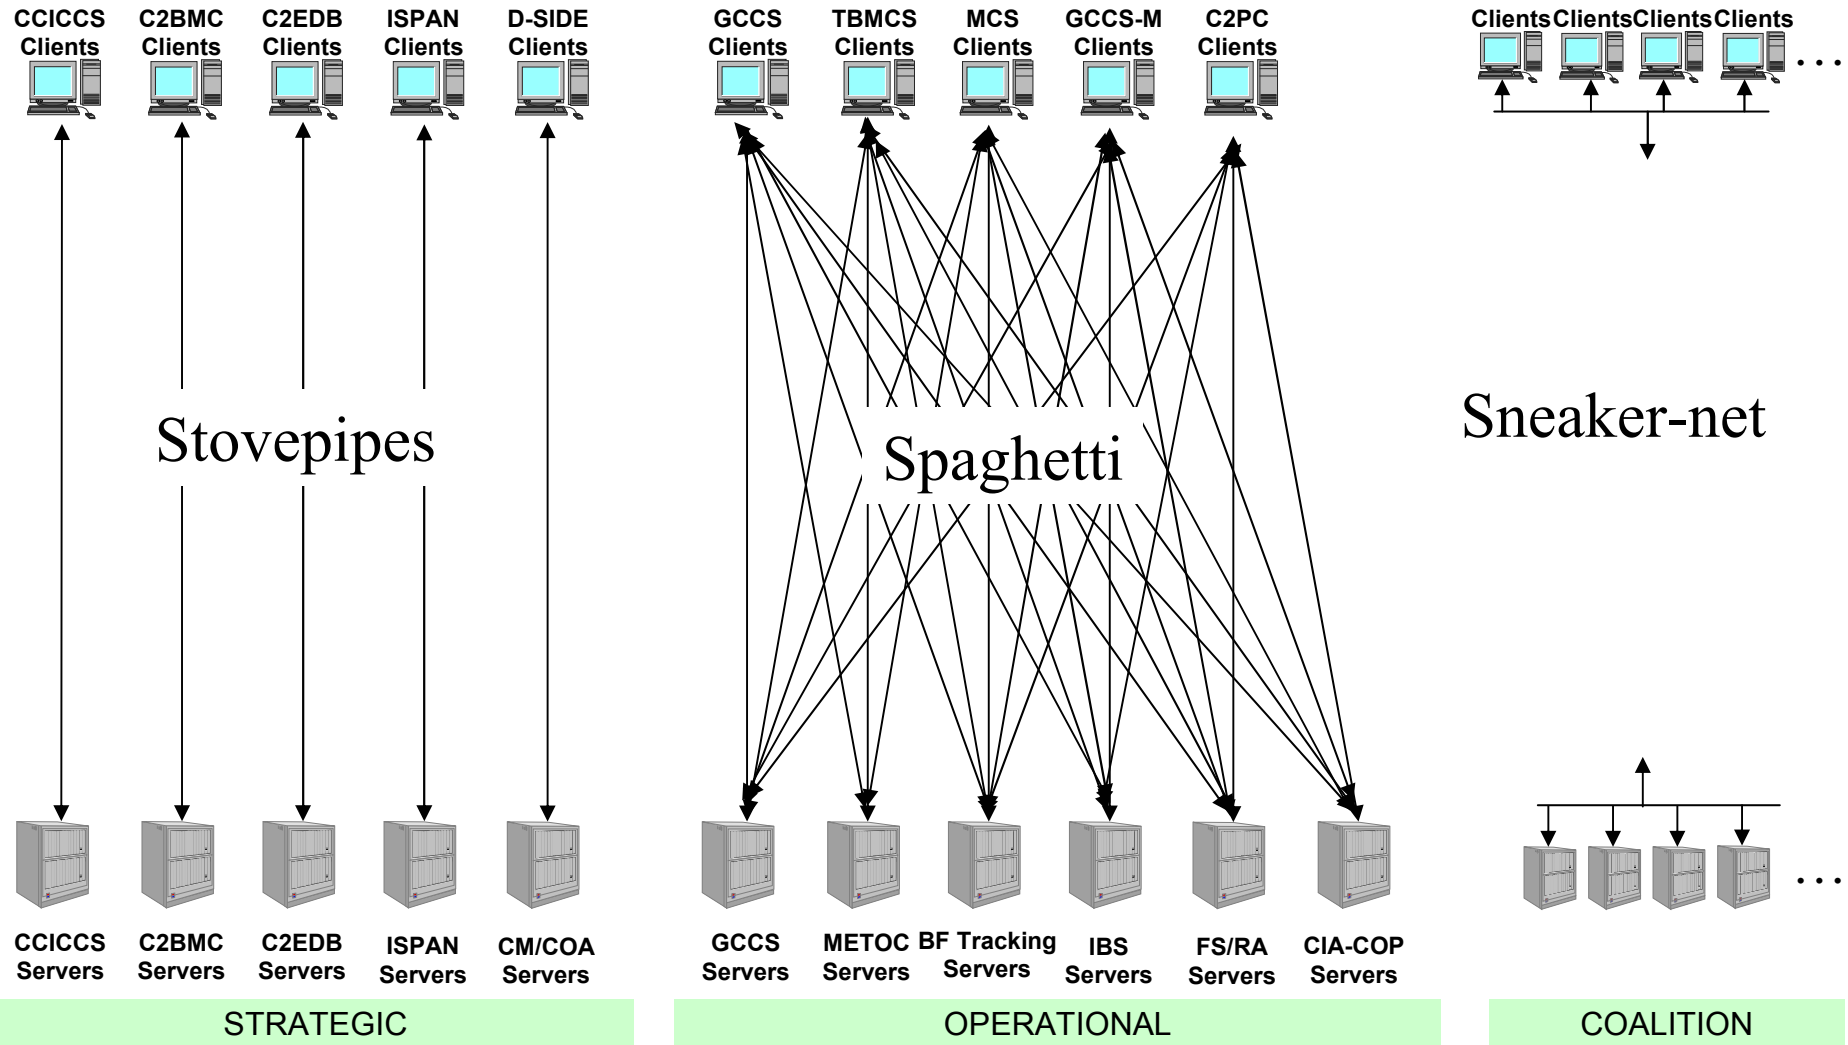 CCICCS C2BMC C2EDB ISPAN D-SIDE GCCS TBMCS MCS GCCS-M C2PC Clients Clients Clients Clients
Clients Clients Clients Clients Clients Clients Clients Clients Clients Clients
. . .
Stovepipes Spaghetti Sneaker-net
. . .
CCICCS C2BMC C2EDB ISPAN CM/COA GCCS METOC BF Tracking IBS FS/RA CIA-COP
Servers Servers Servers Servers Servers Servers Servers Servers Servers Servers Servers
STRATEGIC OPERATIONAL COALITION